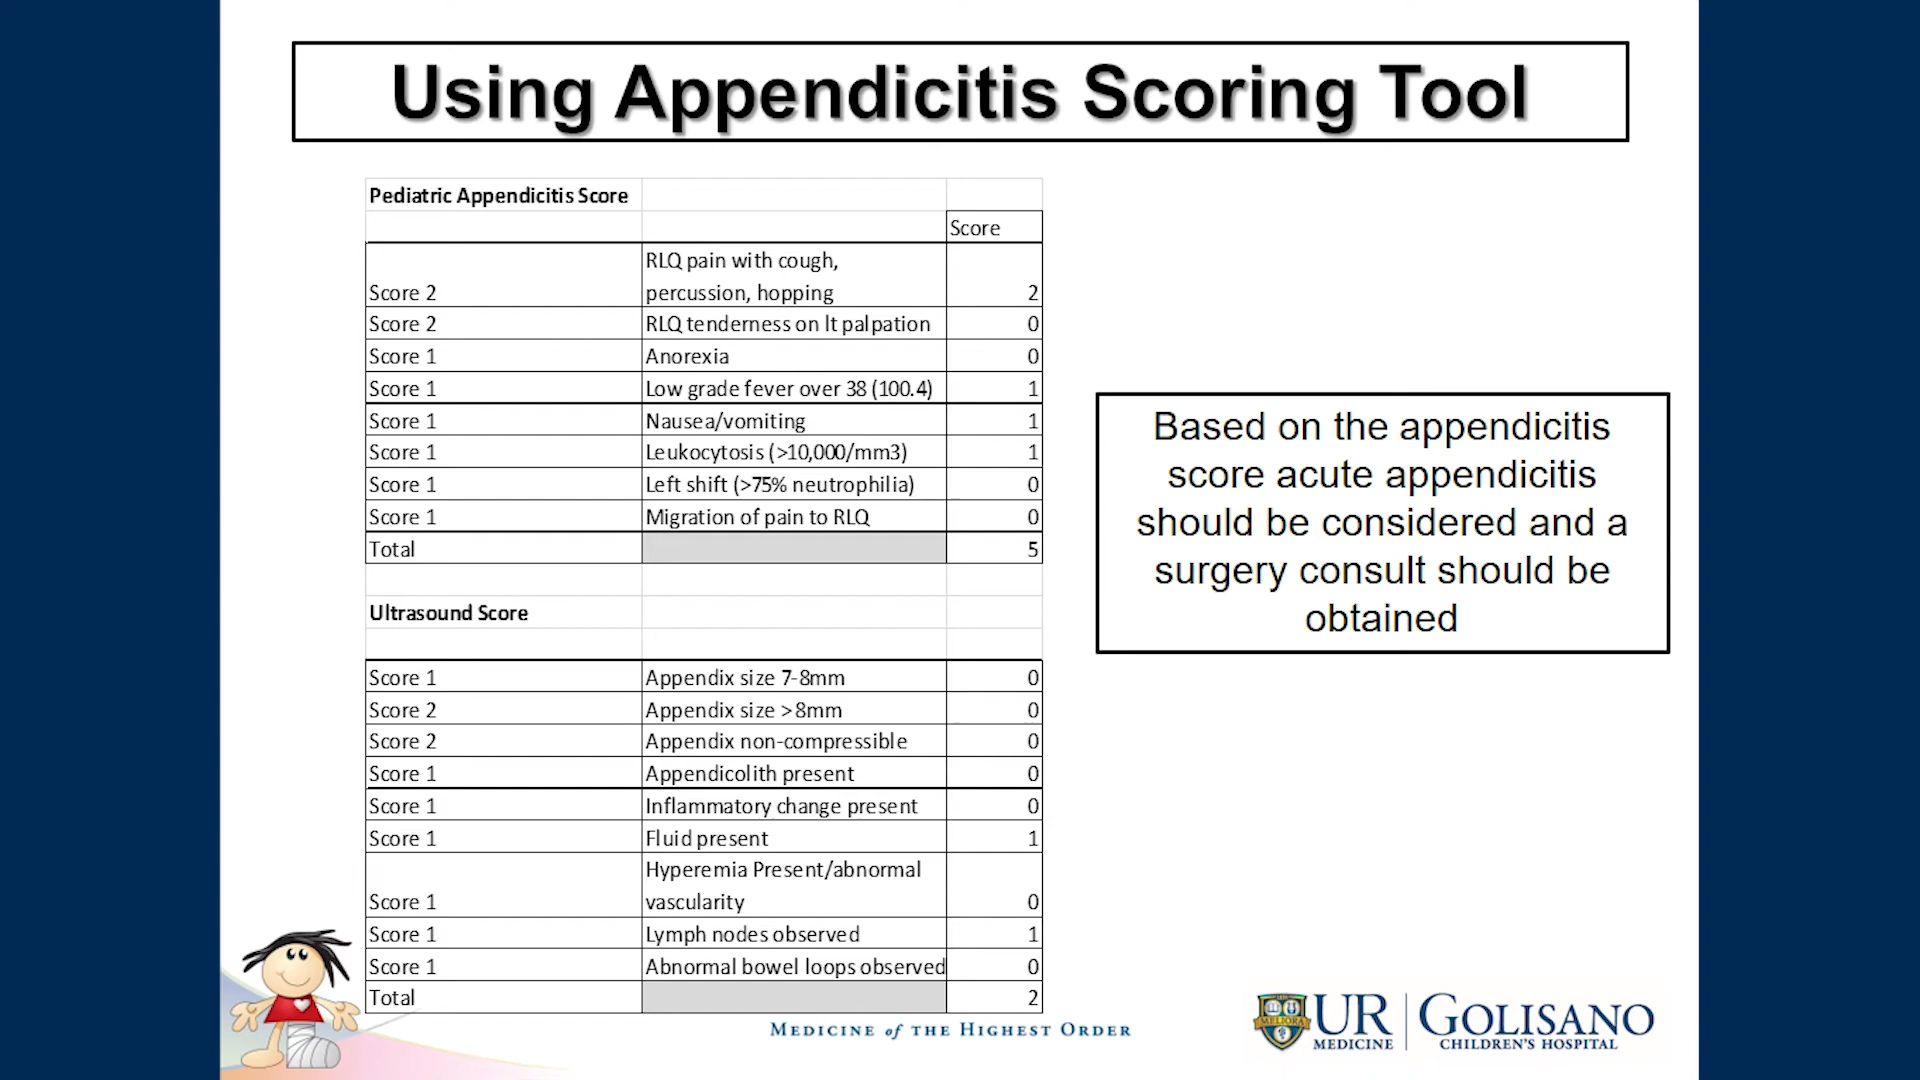 Using Appendicitis Scoring Tool
Pediatric Appendicitis Score
Score
RLQ pain with cough,
Score 2 percussion, hopping 2
Score 2 RLQ tenderness on lt palpation 0
Score 1 Anorexia 0
Score 1 Low grade fever over 38 (100.4) 1
Score 1 Nausea/vomiting 1
Score 1 Leukocytosis (>10,000/mm3) 1
Score 1 Left shift (>75% neutrophilia) 0
Score 1 Migration of pain to RLQ 0
Total 5
Ultrasound Score
Score 1 Appendix size 7-8mm 0
Score 2 Appendix size >8mm 0
Score 2 Appendix non-compressible 0
Score 1 Appendicolith present 0
Score 1 Inflammatory change present 0
Score 1 Fluid present 1
Hyperemia Present/abnormal
Score 1 vascularity 0
Score 1 Lymph nodes observed 1
Score 1 Abnormal bowel loops observed 0
Total 2
Based on the appendicitis
score acute appendicitis
should be considered and a
surgery consult should be
obtained
MEDICINE of THE HIGHEST ORDER
MELIORA
UR
MEDICINE
GOLISANO
CHILDREN'S HOSPITAL